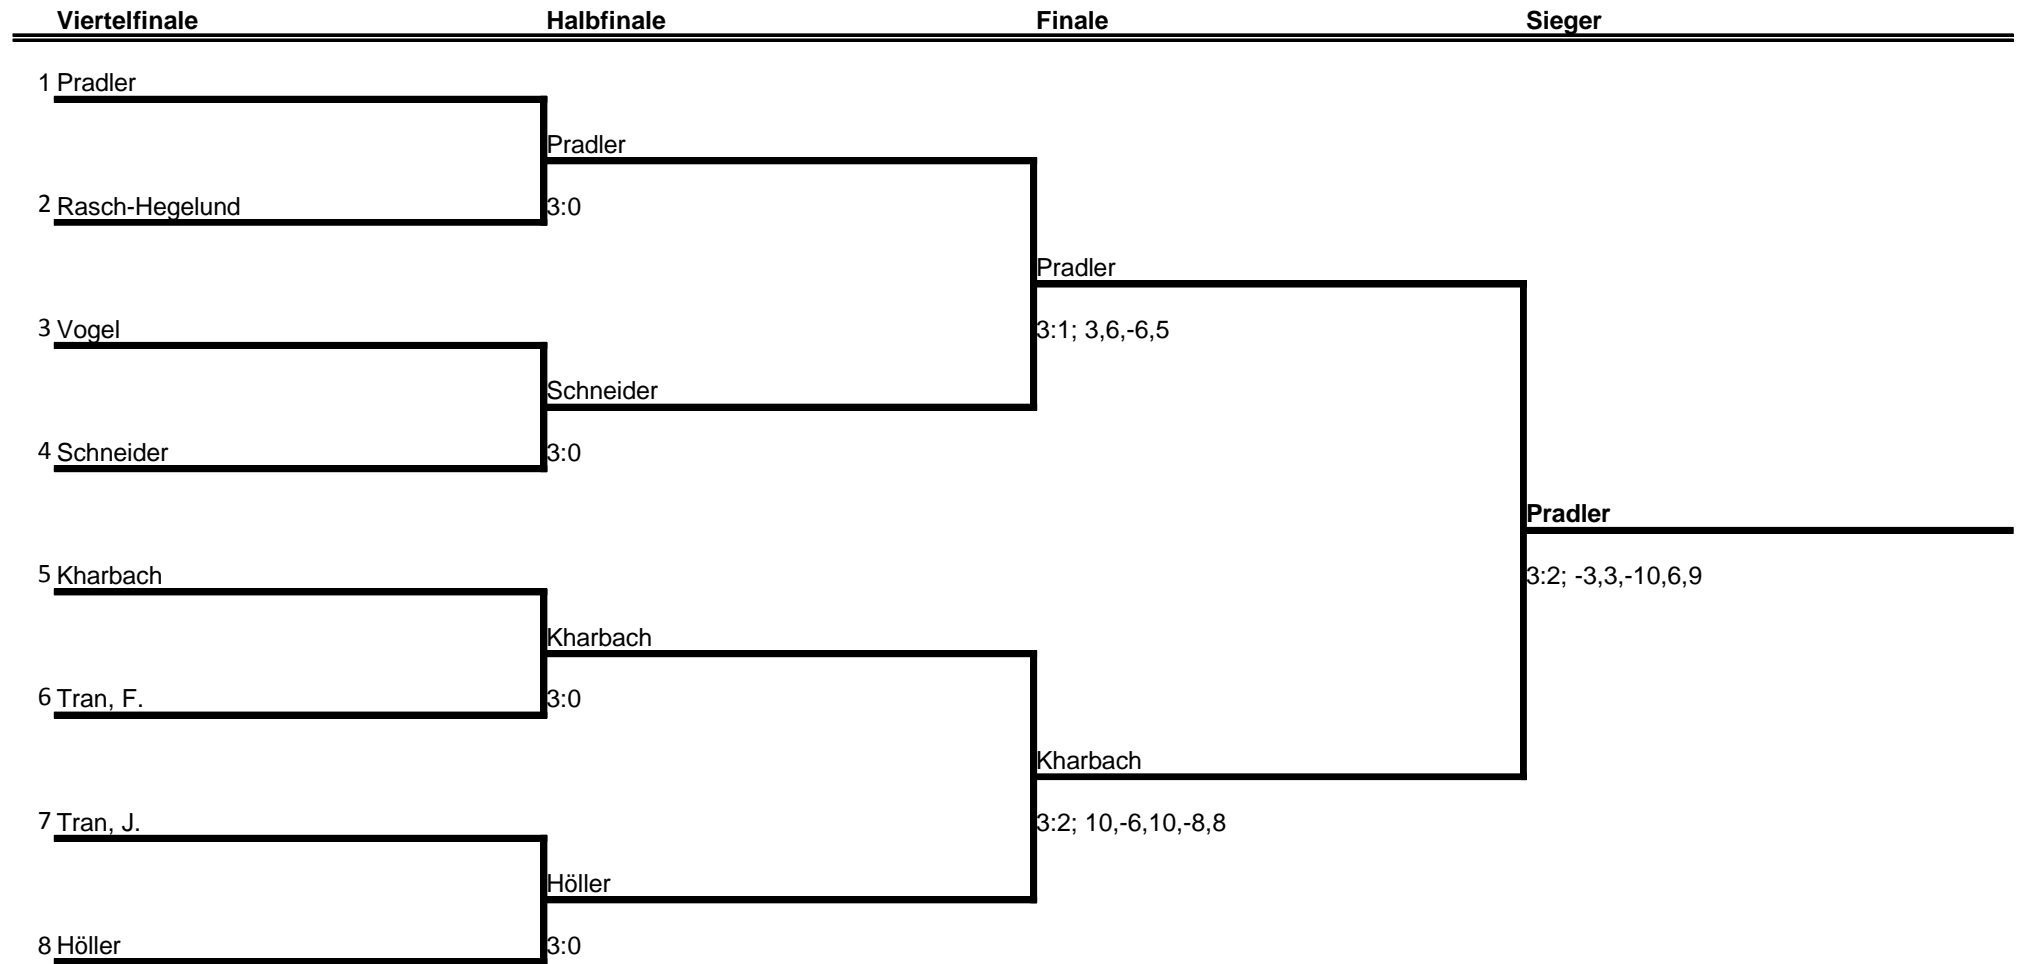 Viertelfinale Halbfinale Finale Sieger
1 Pradler
Pradler
2 Rasch-Hegelund 3:0
Pradler
3 Vogel 3:1; 3,6,-6,5
Schneider
4 Schneider 3:0
Pradler
5 Kharbach 3:2; -3,3,-10,6,9
Kharbach
6 Tran, F. 3:0
Kharbach
7 Tran, J. 3:2; 10,-6,10,-8,8
Höller
8 Höller 3:0